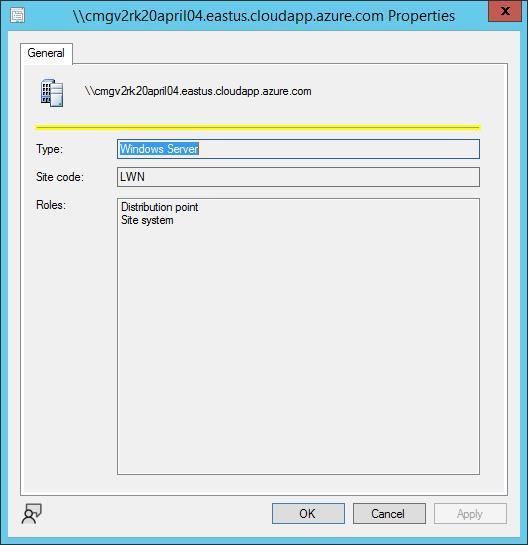 \\cmgv2rk20april04.eastus.cloudapp.azure.com Properties
x
General
\\cmgv2rk20april04.eastus.cloudapp.azure.com
Type: Windows Server
Site code: LWN
Roles: Distribution point
Site system
OK Cancel Apply